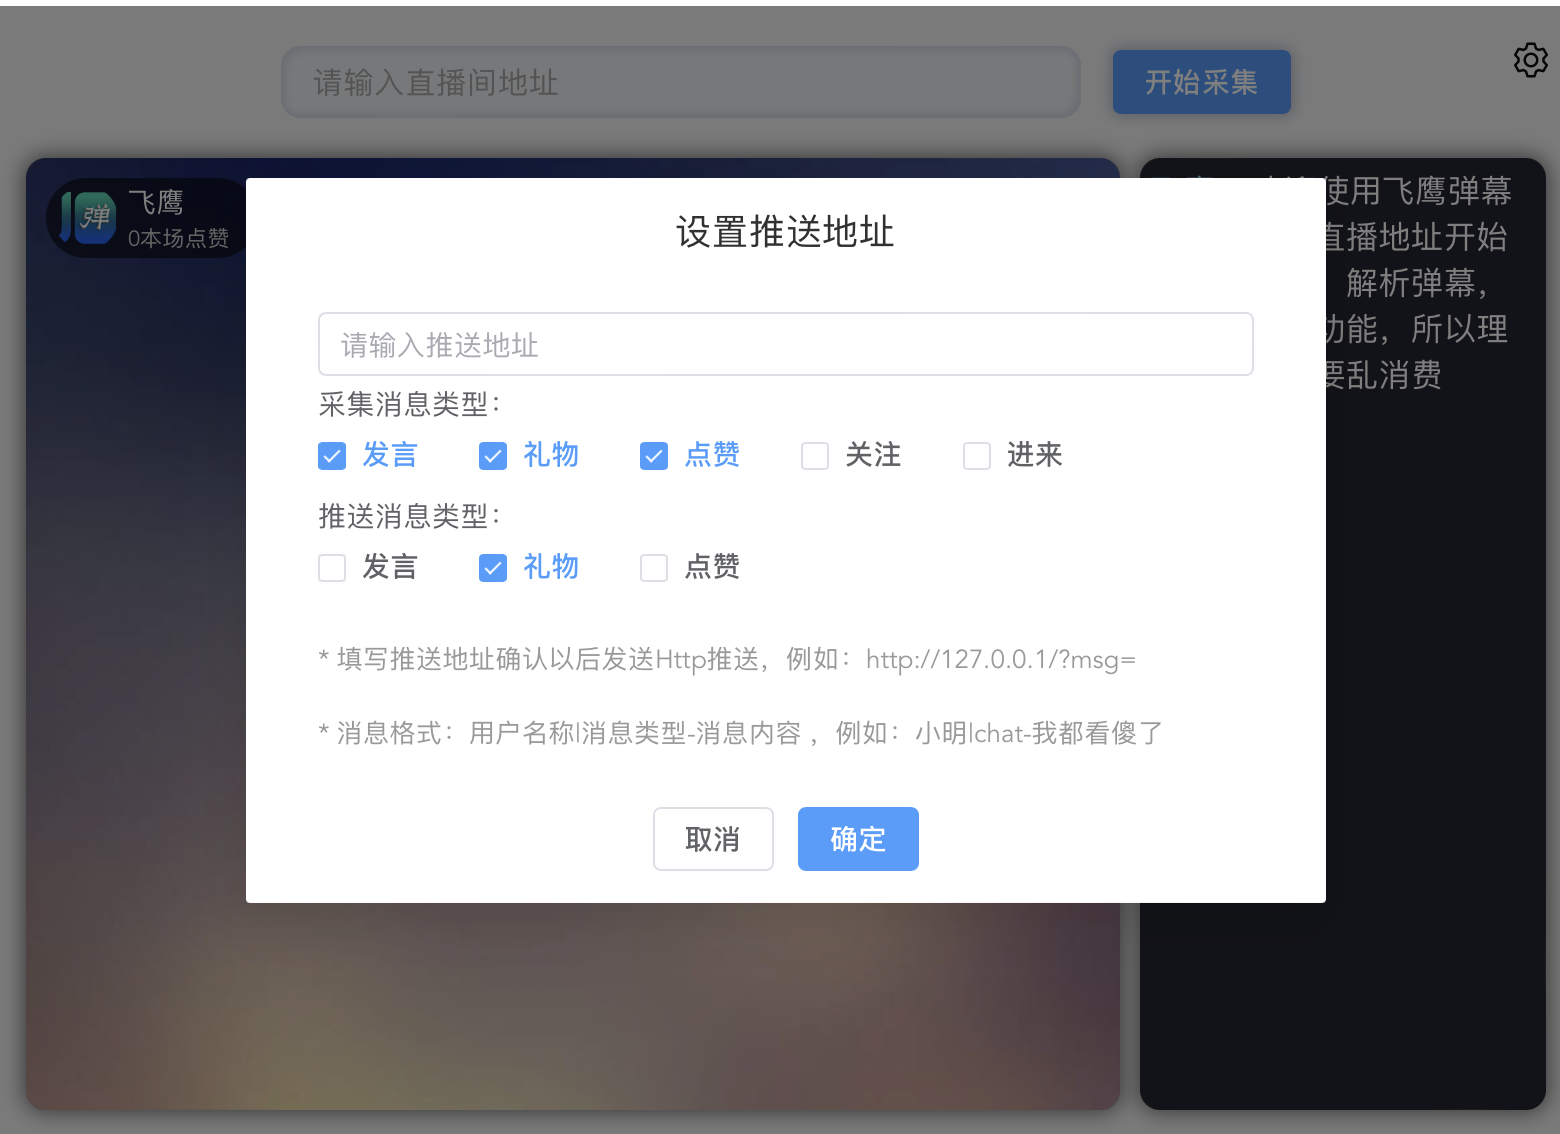 请输入直播间地址
开始采集
弹
飞鹰
0本场点赞
使用飞鹰弹幕
直播地址开始
解析弹幕，
功能，所以理
要乱消费
设置推送地址
请输入推送地址
采集消息类型：
发言 礼物 点赞 关注 进来
推送消息类型：
发言 礼物 点赞
* 填写推送地址确认以后发送Http推送，例如：http://127.0.0.1/?msg=
* 消息格式：用户名称|消息类型-消息内容 ，例如：小明|chat-我都看傻了
取消
确定